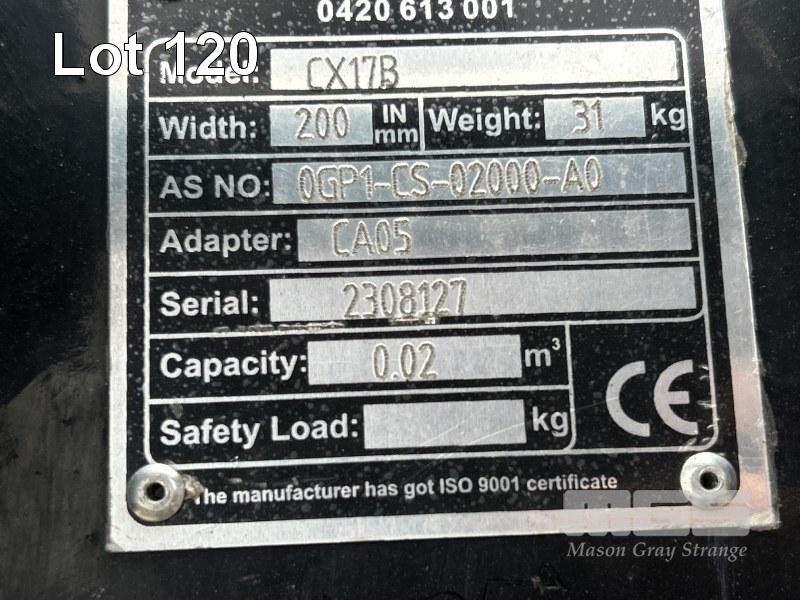 0420 613 001
Lot 120
Model: CX17B
Width: 200 IN mm Weight: 31 kg
AS NO: 0GP1-CS-02000-A0
Adapter: CA05
Serial: 2308127
Capacity: 0.02 m³
Safety Load: kg
CE
The manufacturer has got ISO 9001 certificate
MGS
Mason Gray Strange